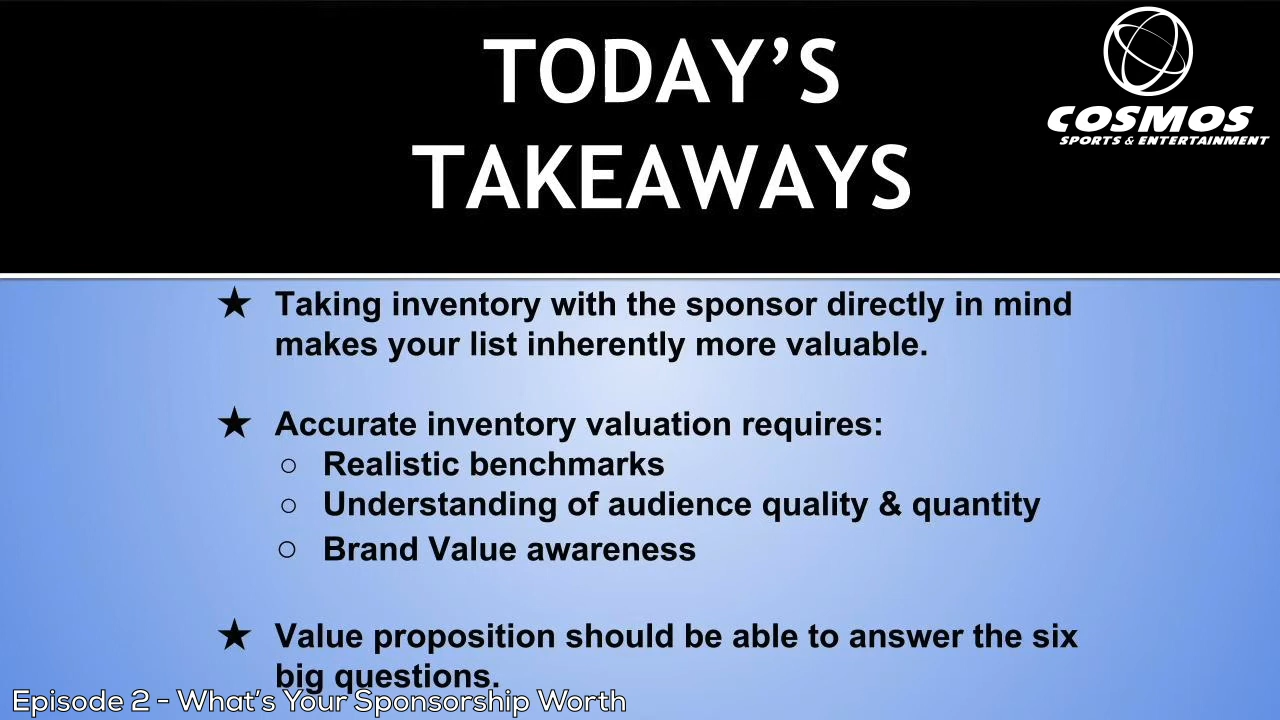 TODAY’S
TAKEAWAYS
COSMOS
SPORTS & ENTERTAINMENT
★ Taking inventory with the sponsor directly in mind
makes your list inherently more valuable.
★ Accurate inventory valuation requires:
○ Realistic benchmarks
○ Understanding of audience quality & quantity
○ Brand Value awareness
★ Value proposition should be able to answer the six
big questions.
Episode 2 - What's Your Sponsorship Worth